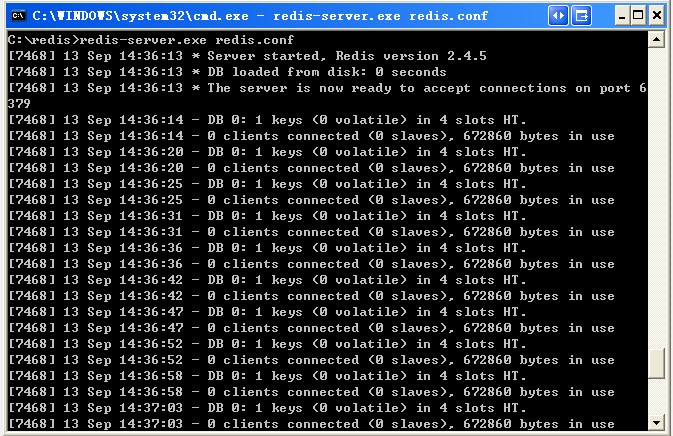 C:\WINDOWS\system32\cmd.exe - redis-server.exe redis.conf
C:\redis>redis-server.exe redis.conf
[7468] 13 Sep 14:36:13 * Server started, Redis version 2.4.5
[7468] 13 Sep 14:36:13 * DB loaded from disk: 0 seconds
[7468] 13 Sep 14:36:13 * The server is now ready to accept connections on port 6
379
[7468] 13 Sep 14:36:14 - DB 0: 1 keys (0 volatile) in 4 slots HT.
[7468] 13 Sep 14:36:14 - 0 clients connected (0 slaves), 672860 bytes in use
[7468] 13 Sep 14:36:20 - DB 0: 1 keys (0 volatile) in 4 slots HT.
[7468] 13 Sep 14:36:20 - 0 clients connected (0 slaves), 672860 bytes in use
[7468] 13 Sep 14:36:25 - DB 0: 1 keys (0 volatile) in 4 slots HT.
[7468] 13 Sep 14:36:25 - 0 clients connected (0 slaves), 672860 bytes in use
[7468] 13 Sep 14:36:31 - DB 0: 1 keys (0 volatile) in 4 slots HT.
[7468] 13 Sep 14:36:31 - 0 clients connected (0 slaves), 672860 bytes in use
[7468] 13 Sep 14:36:36 - DB 0: 1 keys (0 volatile) in 4 slots HT.
[7468] 13 Sep 14:36:36 - 0 clients connected (0 slaves), 672860 bytes in use
[7468] 13 Sep 14:36:42 - DB 0: 1 keys (0 volatile) in 4 slots HT.
[7468] 13 Sep 14:36:42 - 0 clients connected (0 slaves), 672860 bytes in use
[7468] 13 Sep 14:36:47 - DB 0: 1 keys (0 volatile) in 4 slots HT.
[7468] 13 Sep 14:36:47 - 0 clients connected (0 slaves), 672860 bytes in use
[7468] 13 Sep 14:36:52 - DB 0: 1 keys (0 volatile) in 4 slots HT.
[7468] 13 Sep 14:36:52 - 0 clients connected (0 slaves), 672860 bytes in use
[7468] 13 Sep 14:36:58 - DB 0: 1 keys (0 volatile) in 4 slots HT.
[7468] 13 Sep 14:36:58 - 0 clients connected (0 slaves), 672860 bytes in use
[7468] 13 Sep 14:37:03 - DB 0: 1 keys (0 volatile) in 4 slots HT.
[7468] 13 Sep 14:37:03 - 0 clients connected (0 slaves), 672860 bytes in use